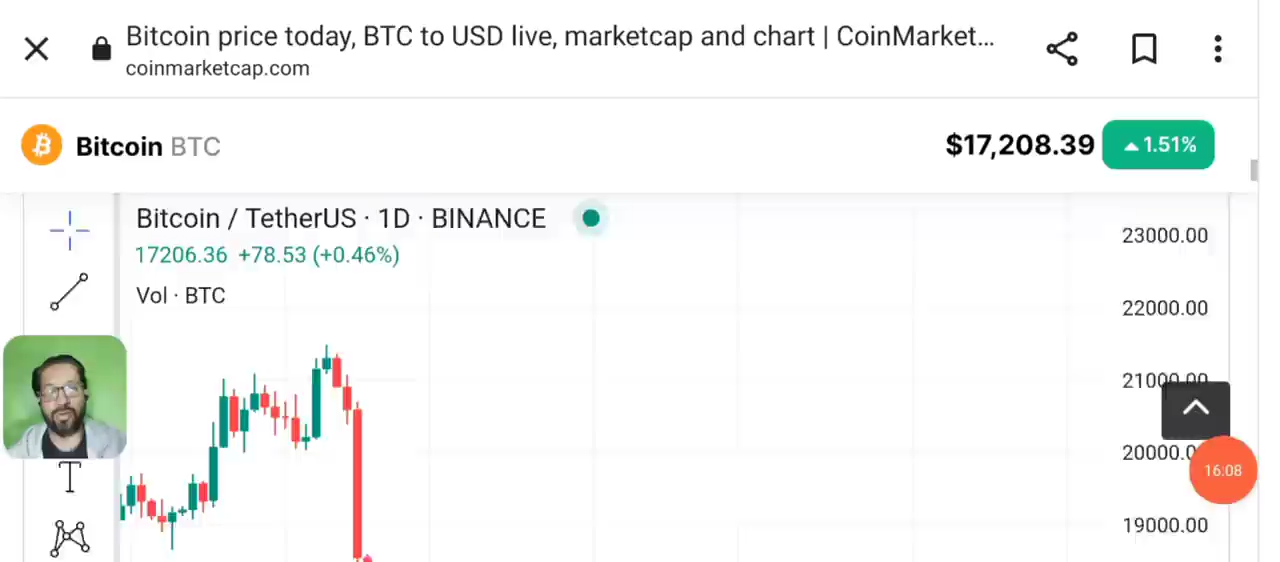 Bitcoin price today, BTC to USD live, marketcap and chart | CoinMarket...
coinmarketcap.com
Bitcoin BTC
$17,208.39
1.51%
Bitcoin / TetherUS · 1D · BINANCE
17206.36 +78.53 (+0.46%)
Vol · BTC
23000.00
22000.00
21000.00
20000.0
16:08
19000.00
T